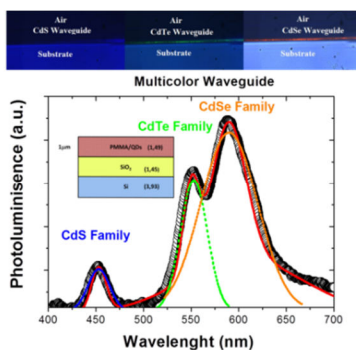 Air
CdS Waveguide
Substrate
Air
CdTe Waveguide
Substrate
Air
CdSe Waveguide
Substrate
Multicolor Waveguide
CdSe Family
CdTe Family
CdS Family
1μm
PMMA/QDs (1,49)
SiO₂ (1,45)
Si (3,93)
Photoluminisence (a.u.)
400 450 500 550 600 650 700
Wavelenght (nm)